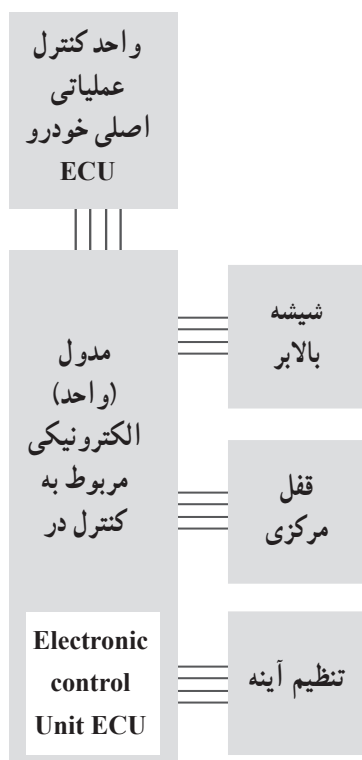 واحد کنترل
عملیاتی
اصلی خودرو
ECU
مدول
(واحد)
الکترونیکی
مربوط به
کنترل در
Electronic
control
Unit ECU
شیشه
بالابر
قفل
مرکزی
تنظیم آینه